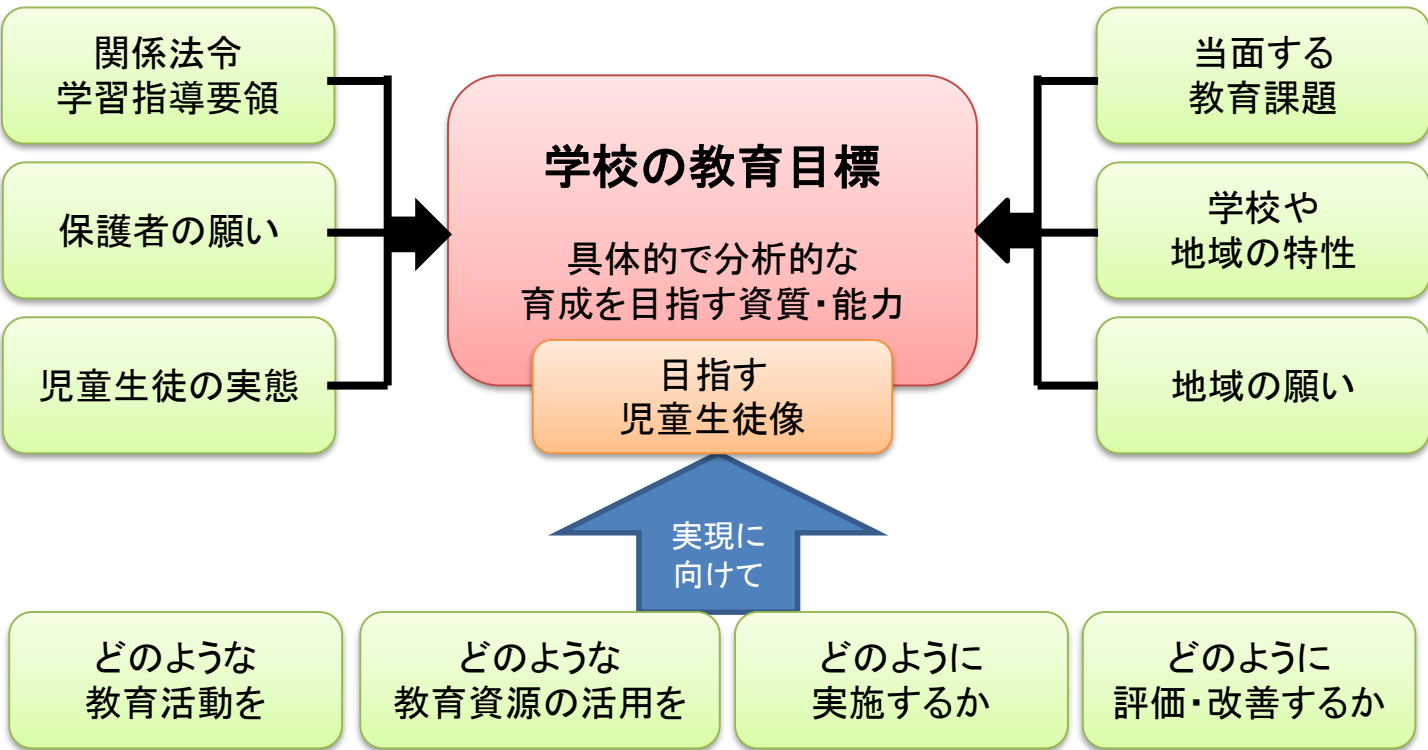 関係法令
学習指導要領
保護者の願い
児童生徒の実態
学校の教育目標
具体的で分析的な
育成を目指す資質・能力
目指す
児童生徒像
当面する
教育課題
学校や
地域の特性
地域の願い
実現に
向けて
どのような
教育活動を
どのような
教育資源の活用を
どのように
実施するか
どのように
評価・改善するか